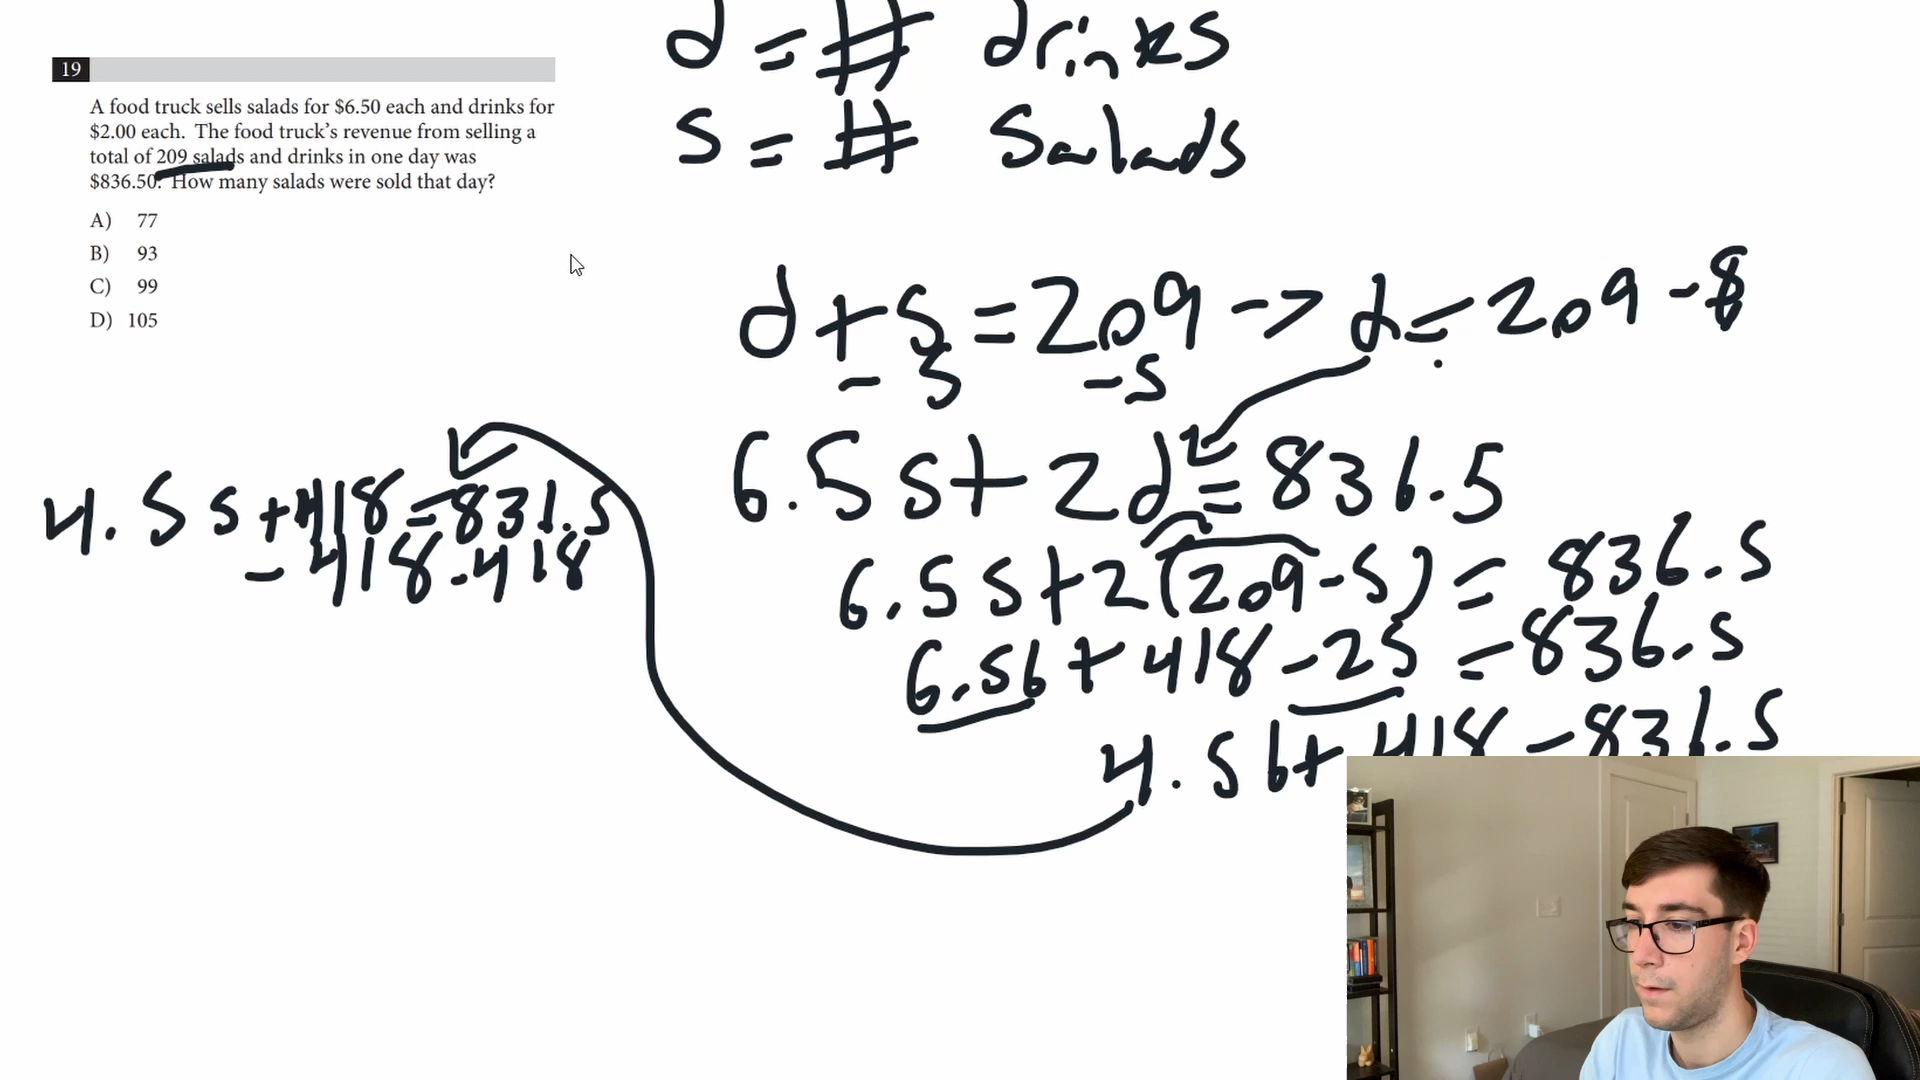 19
A food truck sells salads for $6.50 each and drinks for
$2.00 each. The food truck's revenue from selling a
total of 209 salads and drinks in one day was
$836.50. How many salads were sold that day?
A) 77
B) 93
C) 99
D) 105
d = # drinks
s = # Salads
d + s = 209 -> d = 209 - s
- s - s
6.5s + 2d = 836.5
6.5s + 2(209 - s) = 836.5
6.5s + 418 - 2s = 836.5
4.5s + 418 = 836.5
4.5s + 418 = 836.5
- 418 - 418